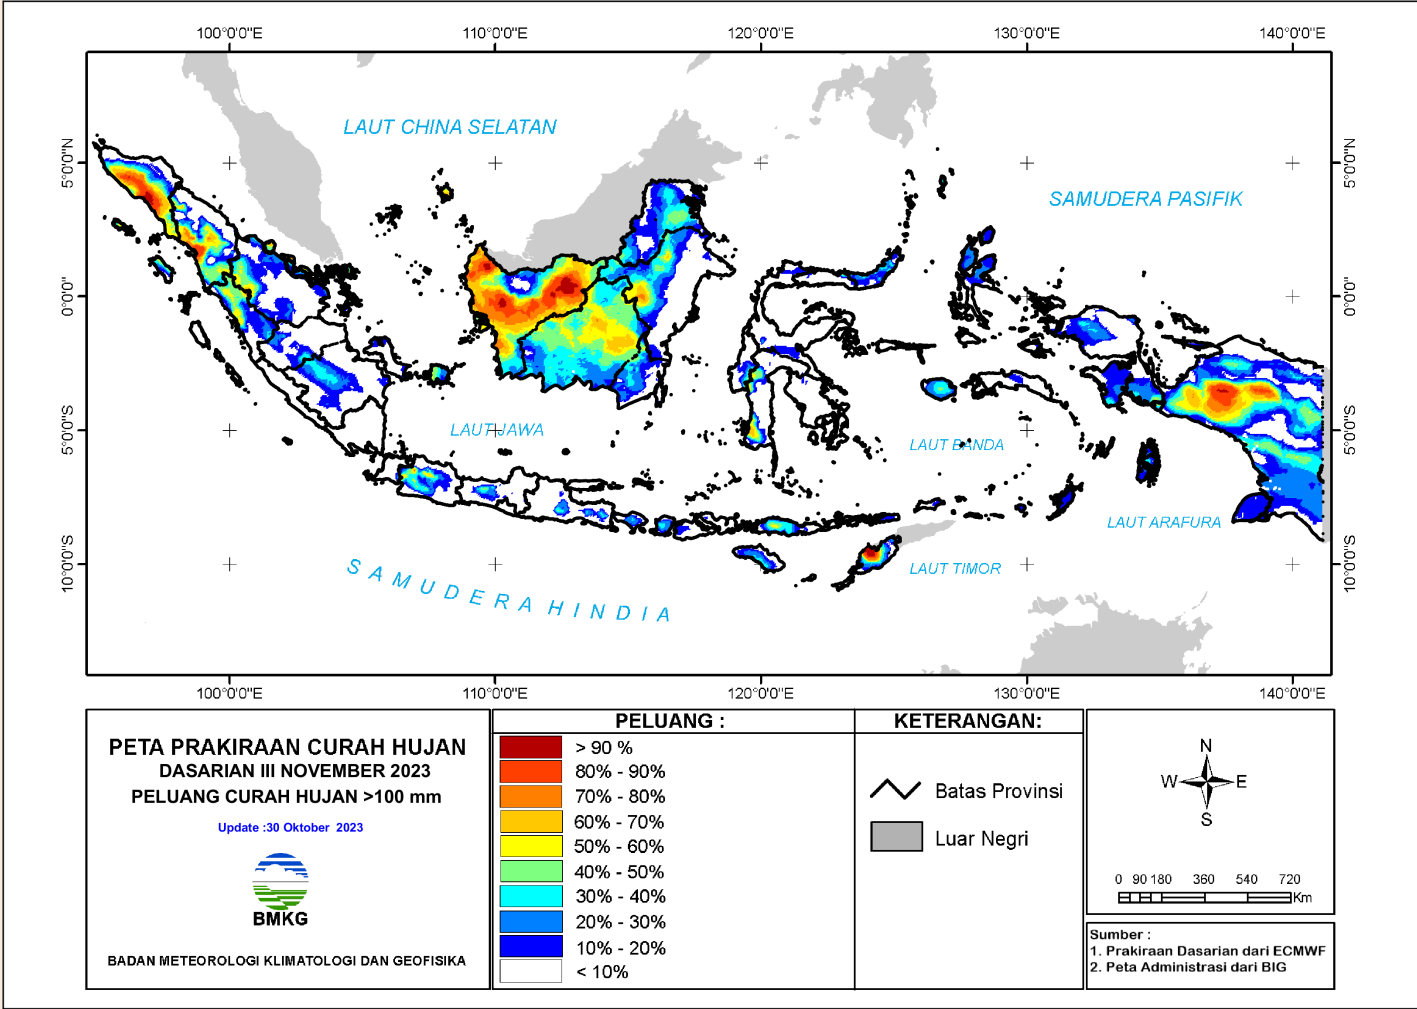 100°0'0"E 110°0'0"E 120°0'0"E 130°0'0"E 140°0'0"E
5°0'0"N
0°0'0"
5°0'0"S
10°0'0"S
LAUT CHINA SELATAN
SAMUDERA PASIFIK
LAUT JAWA
LAUT BANDA
LAUT ARAFURA
LAUT TIMOR
SAMUDERA HINDIA
5°0'0"N
0°0'0"
5°0'0"S
10°0'0"S
100°0'0"E 110°0'0"E 120°0'0"E 130°0'0"E 140°0'0"E
PETA PRAKIRAAN CURAH HUJAN
DASARIAN III NOVEMBER 2023
PELUANG CURAH HUJAN >100 mm
Update :30 Oktober 2023
BMKG
BADAN METEOROLOGI KLIMATOLOGI DAN GEOFISIKA
PELUANG :
> 90 %
80% - 90%
70% - 80%
60% - 70%
50% - 60%
40% - 50%
30% - 40%
20% - 30%
10% - 20%
< 10%
KETERANGAN:
Batas Provinsi
Luar Negri
N
W E
S
0 90 180 360 540 720
Km
Sumber :
1. Prakiraan Dasarian dari ECMWF
2. Peta Administrasi dari BIG